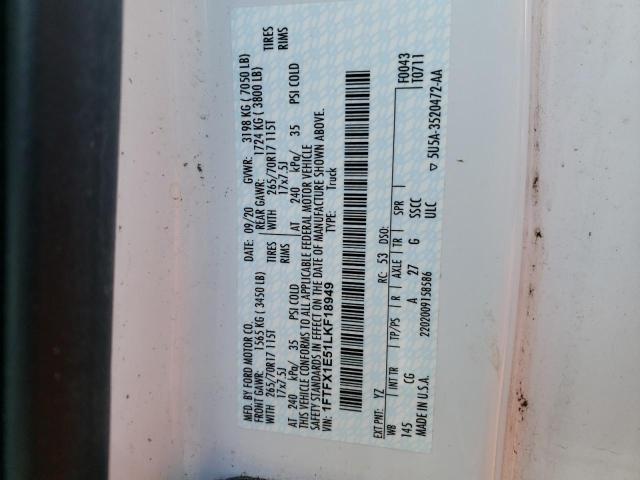 MFD. BY FORD MOTOR CO. DATE: 09/20 GVWR: 3198 KG ( 7050 LB)
FRONT GAWR: 1565 KG ( 3450 LB) REAR GAWR: 1724 KG ( 3800 LB)
WITH 265/70R17 115T TIRES WITH 265/70R17 115T TIRES
17x7.5J RIMS 17x7.5J RIMS
AT 240 kPa/ 35 PSI COLD AT 240 kPa/ 35 PSI COLD
THIS VEHICLE CONFORMS TO ALL APPLICABLE FEDERAL MOTOR VEHICLE
SAFETY STANDARDS IN EFFECT ON THE DATE OF MANUFACTURE SHOWN ABOVE.
VIN: 1FTFX1E51LKF18949 TYPE: Truck
F0043
EXT PNT: YZ RC: 53 DSO: T0711
WB INT TR TP/PS R AXLE TR SPR
145 CG A 27 G SSCC ▽ 5U5A-3520472-AA
MADE IN U.S.A. 2202009158586 ULC